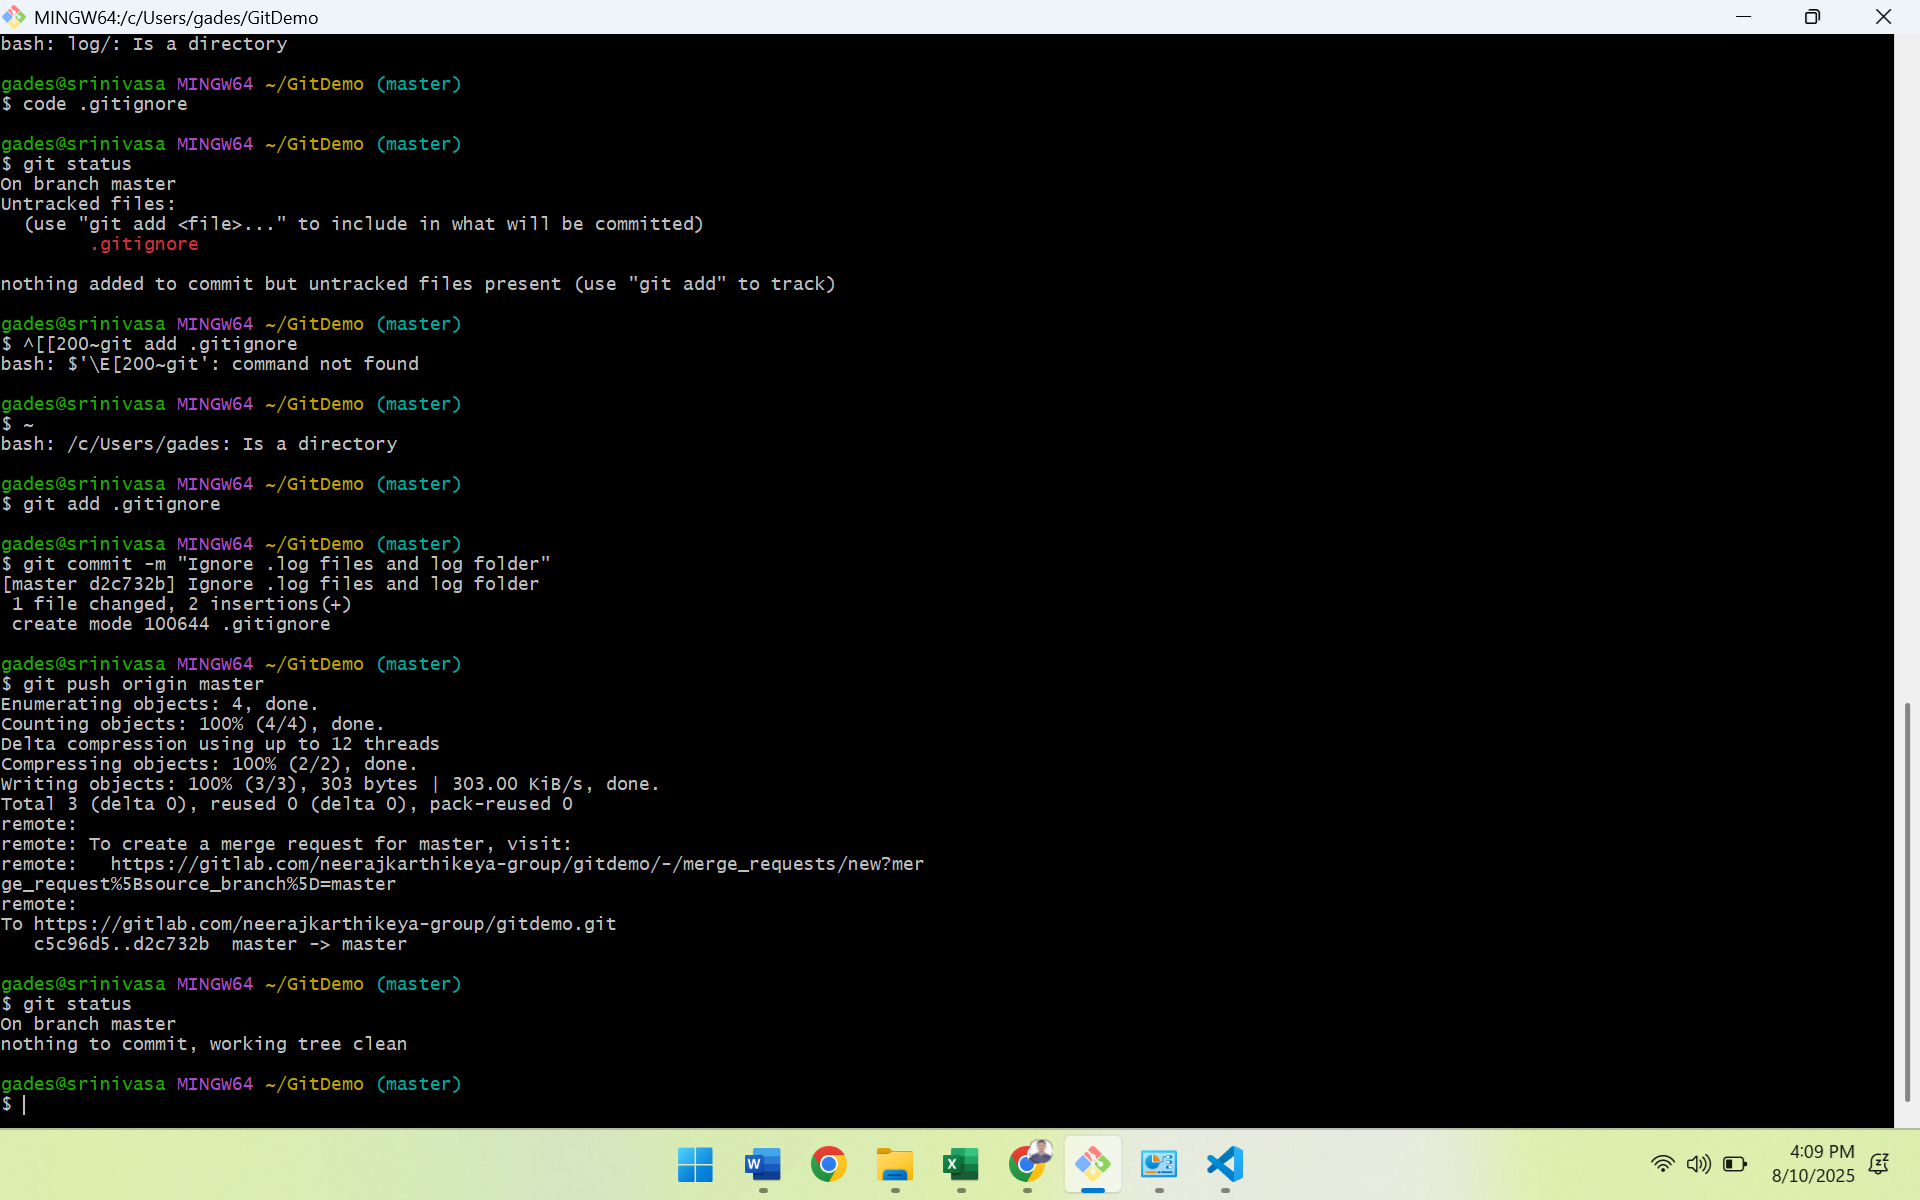 MINGW64:/c/Users/gades/GitDemo
bash: log/: Is a directory
gades@srinivasa MINGW64 ~/GitDemo (master)
$ code .gitignore
gades@srinivasa MINGW64 ~/GitDemo (master)
$ git status
On branch master
Untracked files:
  (use "git add <file>..." to include in what will be committed)
        .gitignore
nothing added to commit but untracked files present (use "git add" to track)
gades@srinivasa MINGW64 ~/GitDemo (master)
$ ^[[200~git add .gitignore
bash: $'\E[200~git': command not found
gades@srinivasa MINGW64 ~/GitDemo (master)
$ ~
bash: /c/Users/gades: Is a directory
gades@srinivasa MINGW64 ~/GitDemo (master)
$ git add .gitignore
gades@srinivasa MINGW64 ~/GitDemo (master)
$ git commit -m "Ignore .log files and log folder"
[master d2c732b] Ignore .log files and log folder
 1 file changed, 2 insertions(+)
 create mode 100644 .gitignore
gades@srinivasa MINGW64 ~/GitDemo (master)
$ git push origin master
Enumerating objects: 4, done.
Counting objects: 100% (4/4), done.
Delta compression using up to 12 threads
Compressing objects: 100% (2/2), done.
Writing objects: 100% (3/3), 303 bytes | 303.00 KiB/s, done.
Total 3 (delta 0), reused 0 (delta 0), pack-reused 0
remote:
remote: To create a merge request for master, visit:
remote:   https://gitlab.com/neerajkarthikeya-group/gitdemo/-/merge_requests/new?mer
ge_request%5Bsource_branch%5D=master
remote:
To https://gitlab.com/neerajkarthikeya-group/gitdemo.git
   c5c96d5..d2c732b  master -> master
gades@srinivasa MINGW64 ~/GitDemo (master)
$ git status
On branch master
nothing to commit, working tree clean
gades@srinivasa MINGW64 ~/GitDemo (master)
$
4:09 PM
8/10/2025